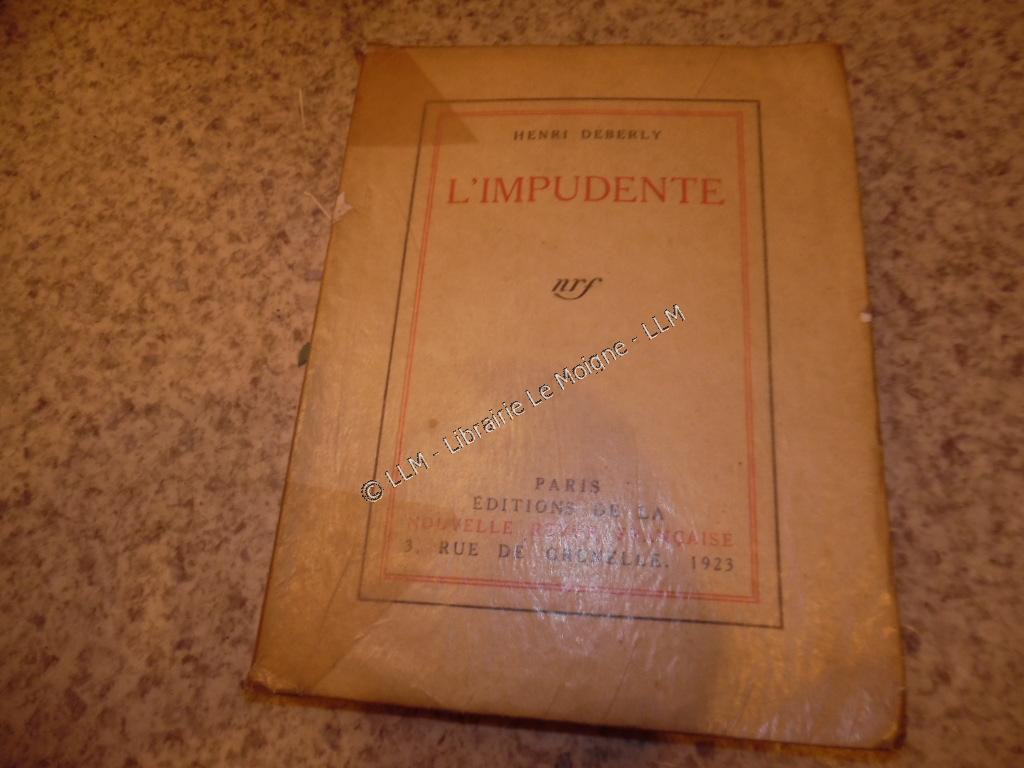 HENRI DEBERLY
L'IMPUDENTE
nrf
© LLM - Librairie Le Moigne - LLM
PARIS
ÉDITIONS DE LA
NOUVELLE REVUE FRANÇAISE
3, RUE DE GRENELLE. 1923